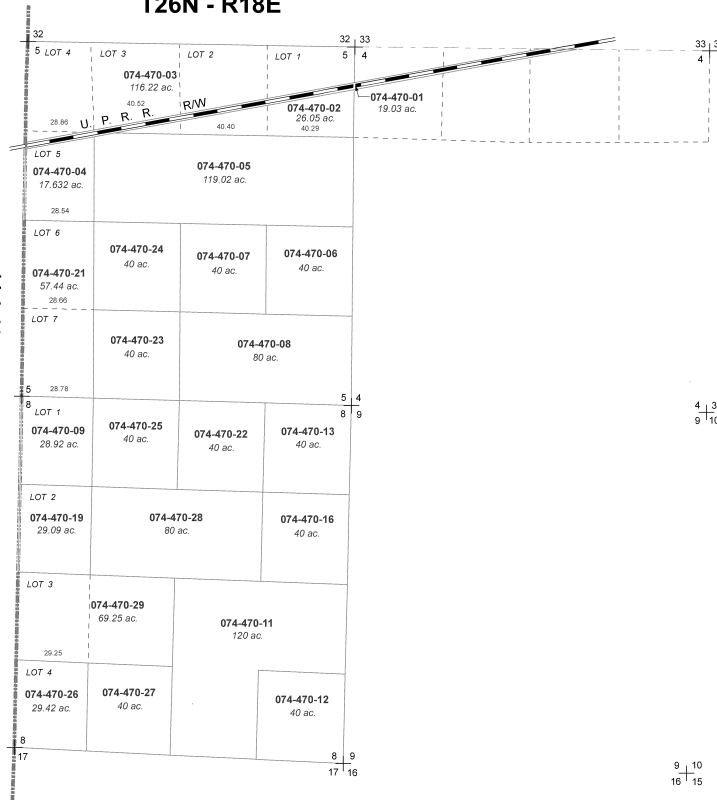 T26N - R18E
32
32 33
33
5 LOT 4 LOT 3 LOT 2 LOT 1
5 4
4
074-470-03
116.22 ac.
40.52
R/W
074-470-02
26.05 ac.
074-470-01
19.03 ac.
28.86
U. P. R. R.
40.40
40.29
LOT 5
074-470-04
17.632 ac.
28.54
074-470-05
119.02 ac.
LOT 6
074-470-24
40 ac.
074-470-07
40 ac.
074-470-06
40 ac.
074-470-21
57.44 ac.
28.66
LOT 7
074-470-23
40 ac.
074-470-08
80 ac.
28.78
5
8
5 4
8 9
4 3
9 10
LOT 1
074-470-09
28.92 ac.
074-470-25
40 ac.
074-470-22
40 ac.
074-470-13
40 ac.
LOT 2
074-470-19
29.09 ac.
074-470-28
80 ac.
074-470-16
40 ac.
LOT 3
074-470-29
69.25 ac.
074-470-11
120 ac.
29.25
LOT 4
074-470-26
29.42 ac.
074-470-27
40 ac.
074-470-12
40 ac.
8
17
8 9
17 16
9 10
16 15